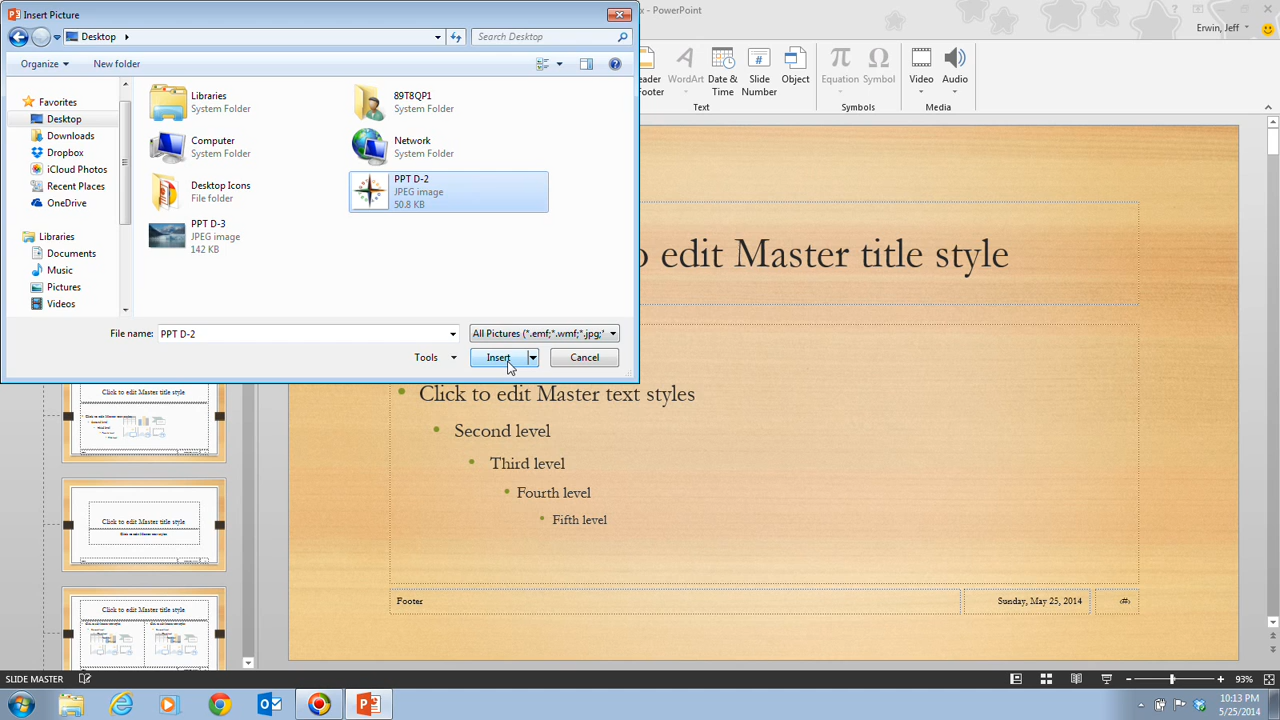 Insert Picture
x - PowerPoint
Erwin, Jeff
Desktop
Search Desktop
Organize
New folder
Favorites
Desktop
Downloads
Dropbox
iCloud Photos
Recent Places
OneDrive
Libraries
Documents
Music
Pictures
Videos
Libraries
System Folder
89T8QP1
System Folder
Computer
System Folder
Network
System Folder
Desktop Icons
File folder
PPT D-2
JPEG image
50.8 KB
PPT D-3
JPEG image
142 KB
File name:
PPT D-2
All Pictures (*.emf;*.wmf;*.jpg;*
Tools
Insert
Cancel
eader
Footer
WordArt
Date &
Time
Slide
Number
Object
Text
Equation
Symbol
Symbols
Video
Audio
Media
o edit Master title style
Click to edit Master text styles
Second level
Third level
Fourth level
Fifth level
Footer
Sunday, May 25, 2014
‹#›
Click to edit Master title style
Click to edit Master title style
Click to edit Master title style
SLIDE MASTER
93%
10:13 PM
5/25/2014